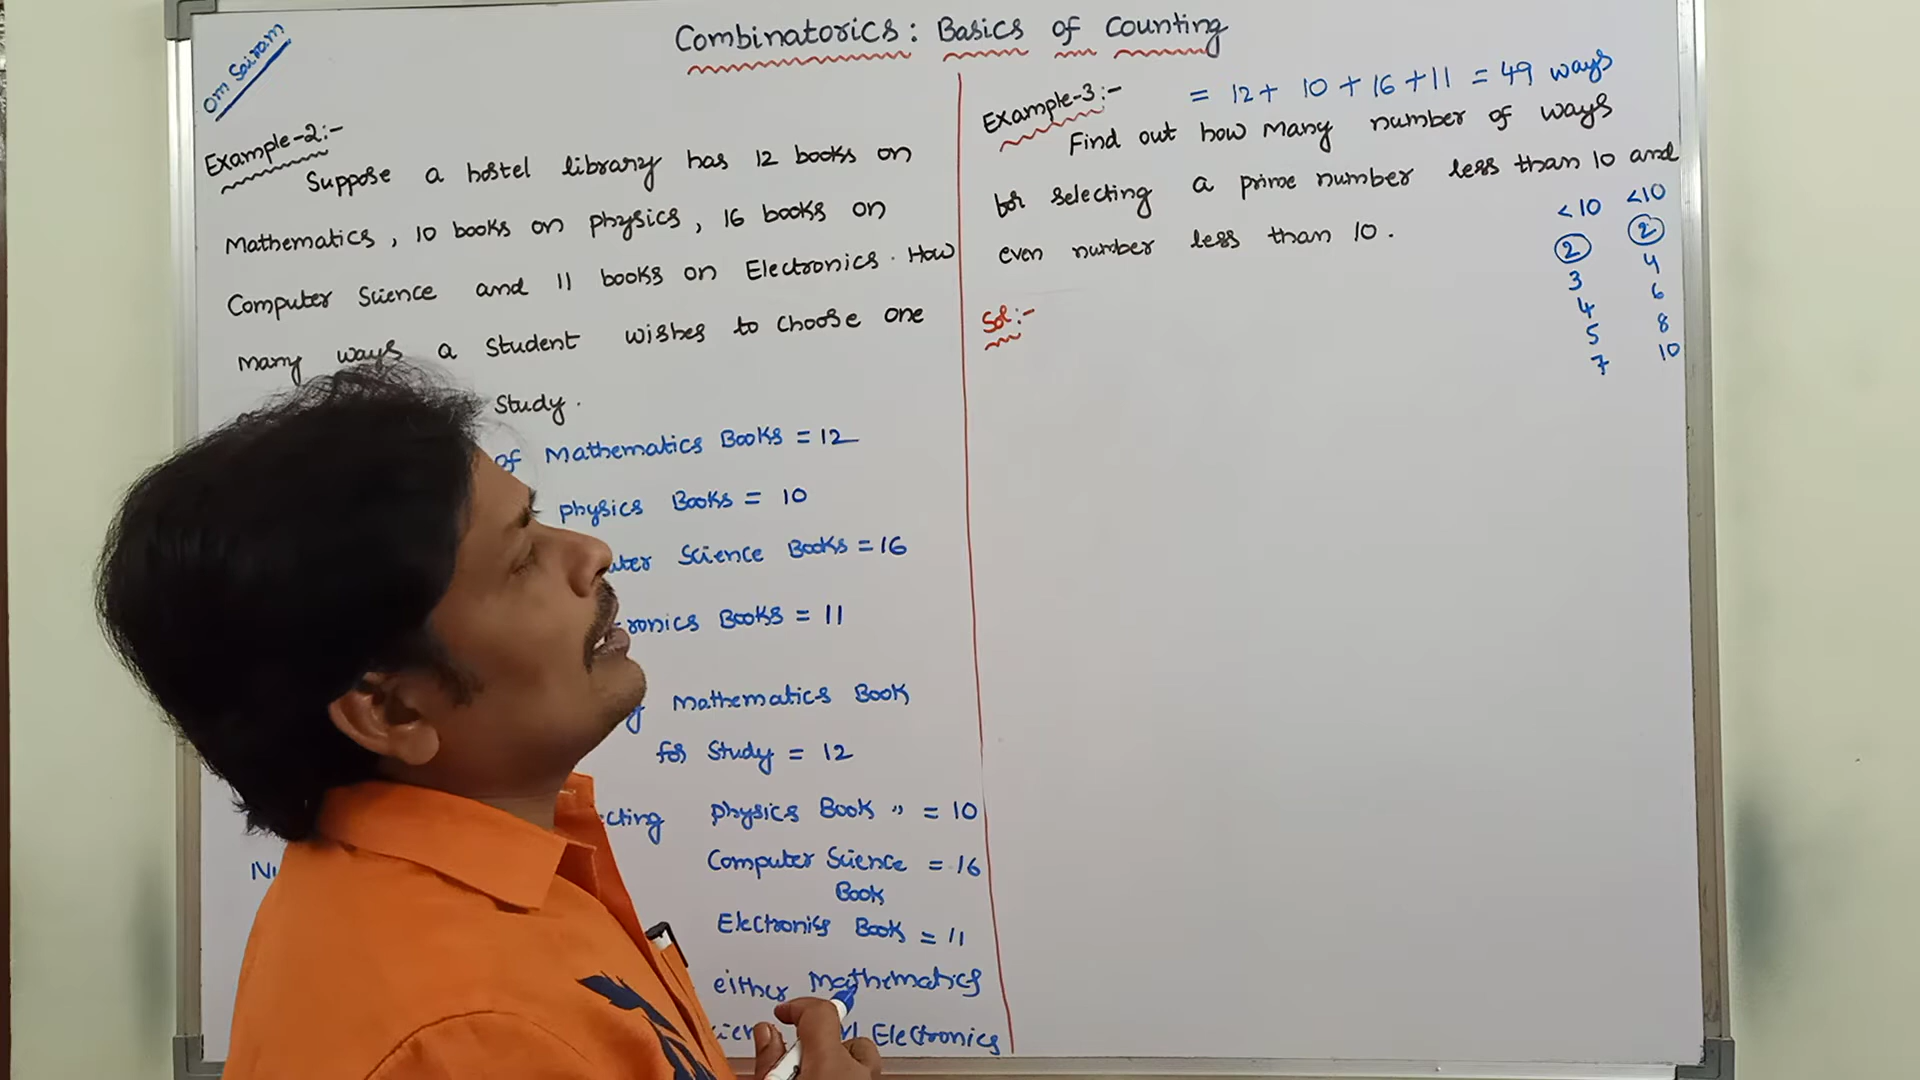 Om Sairam
Combinatorics: Basics of Counting
Example-2:-
Suppose a hostel library has 12 books on
Mathematics, 10 books on physics, 16 books on
Computer Science and 11 books on Electronics. How
many ways a student wishes to choose one
Study.
of Mathematics Books = 12
physics Books = 10
Science Books = 16
Books = 11
Mathematics Book
for Study = 12
physics Book " = 10
Computer Science = 16
Book
Electronics Book = 11
either Mathematics
Electronics
Example-3:-
= 12 + 10 + 16 + 11 = 49 ways
Find out how many number of ways
for selecting a prime number less than 10 and
even number less than 10.
<10 <10
2 2
3 4
4 6
5 8
7 10
Sol:-